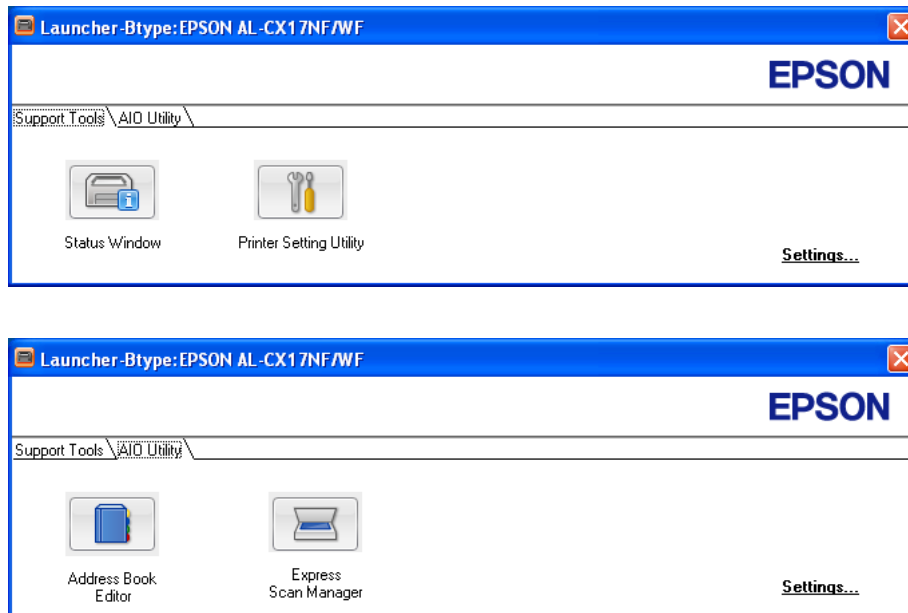 Launcher-Btype:EPSON AL-CX17NF/WF
EPSON
Support Tools AIO Utility
Status Window Printer Setting Utility
Settings...
Launcher-Btype:EPSON AL-CX17NF/WF
EPSON
Support Tools AIO Utility
Address Book
Editor
Express
Scan Manager
Settings...